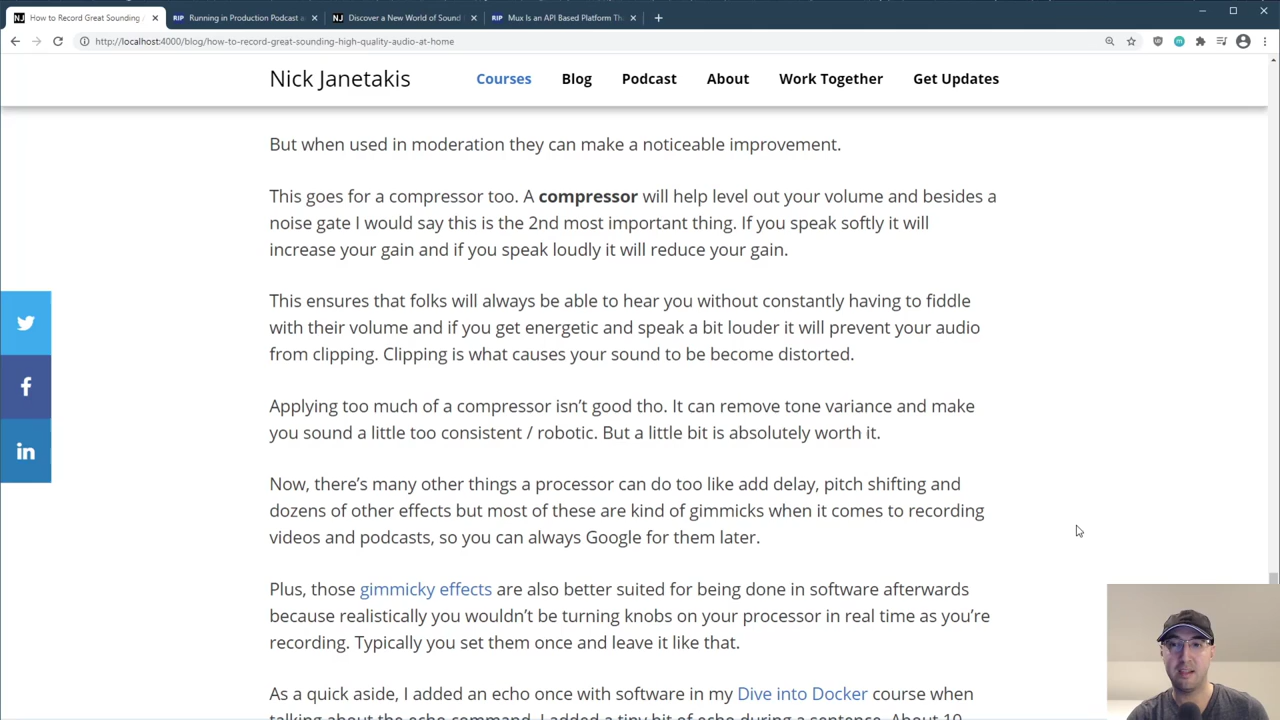 How to Record Great Sounding
Running in Production Podcast
Discover a New World of Sound
Mux Is an API Based Platform Th
http://localhost:4000/blog/how-to-record-great-sounding-high-quality-audio-at-home
Nick Janetakis
Courses
Blog
Podcast
About
Work Together
Get Updates
But when used in moderation they can make a noticeable improvement.
This goes for a compressor too. A compressor will help level out your volume and besides a
noise gate I would say this is the 2nd most important thing. If you speak softly it will
increase your gain and if you speak loudly it will reduce your gain.
This ensures that folks will always be able to hear you without constantly having to fiddle
with their volume and if you get energetic and speak a bit louder it will prevent your audio
from clipping. Clipping is what causes your sound to be become distorted.
Applying too much of a compressor isn't good tho. It can remove tone variance and make
you sound a little too consistent / robotic. But a little bit is absolutely worth it.
Now, there's many other things a processor can do too like add delay, pitch shifting and
dozens of other effects but most of these are kind of gimmicks when it comes to recording
videos and podcasts, so you can always Google for them later.
Plus, those gimmicky effects are also better suited for being done in software afterwards
because realistically you wouldn't be turning knobs on your processor in real time as you're
recording. Typically you set them once and leave it like that.
As a quick aside, I added an echo once with software in my Dive into Docker course when
talking about the echo command. I added a tiny bit of echo during a sentence. About 10